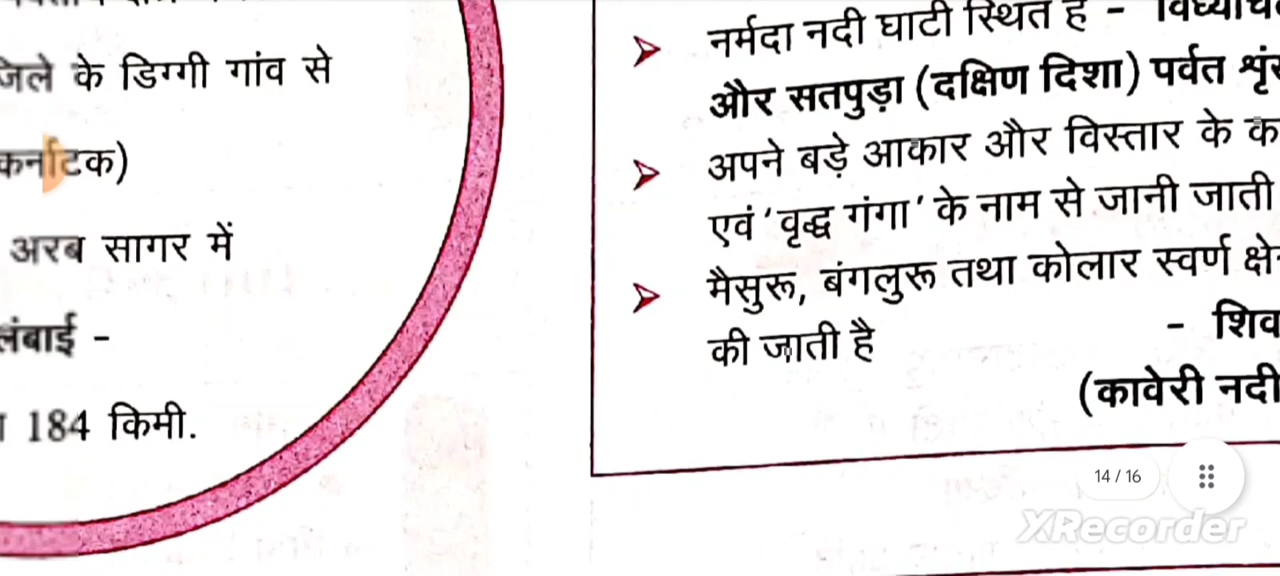 जिले के डिग्गी गांव से
कर्नाटक)
अरब सागर में
लंबाई -
184 किमी.
नर्मदा नदी घाटी स्थित है -
और सतपुड़ा (दक्षिण दिशा) पर्वत
अपने बड़े आकार और विस्तार के
एवं 'वृद्ध गंगा' के नाम से जानी जाती
मैसुरू, बंगलुरू तथा कोलार स्वर्ण
की जाती है
-
(कावेरी नदी
14 / 16
XRecorder